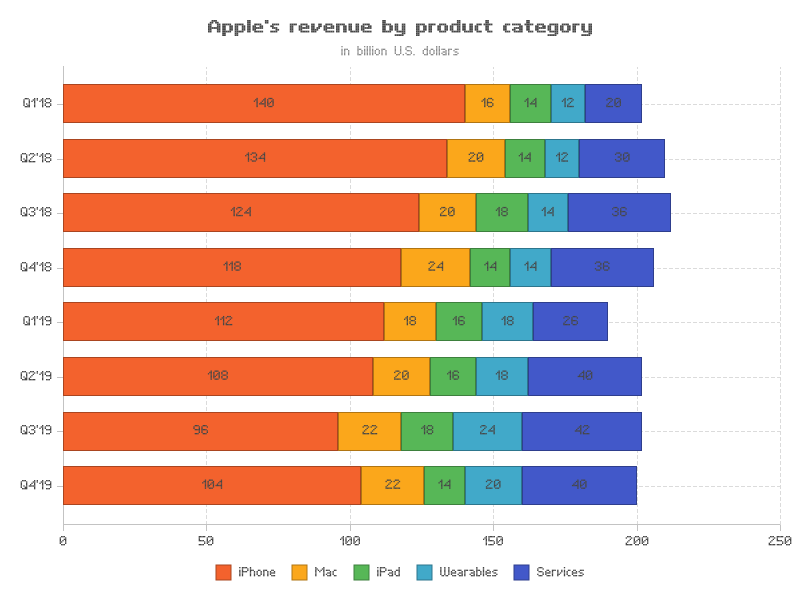 Apple's revenue by product category
in billion U.S. dollars
Q1'18 140 16 14 12 20
Q2'18 134 20 14 12 30
Q3'18 124 20 18 14 36
Q4'18 118 24 14 14 36
Q1'19 112 18 16 18 26
Q2'19 108 20 16 18 40
Q3'19 96 22 18 24 42
Q4'19 104 22 14 20 40
0 50 100 150 200 250
iPhone Mac iPad Wearables Services